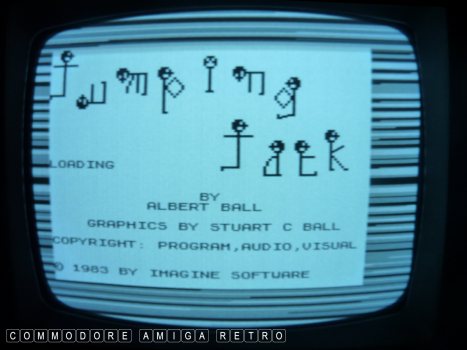 Jumping
Jack
LOADING
BY
ALBERT BALL
GRAPHICS BY STUART C BALL
COPYRIGHT: PROGRAM,AUDIO,VISUAL
© 1983 BY IMAGINE SOFTWARE
COMMODORE AMIGA RETRO